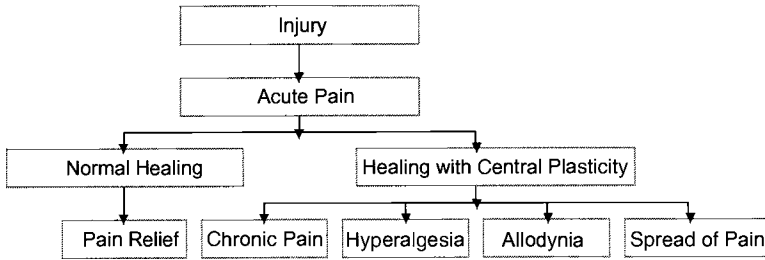 Injury
Acute Pain
Normal Healing
Healing with Central Plasticity
Pain Relief
Chronic Pain
Hyperalgesia
Allodynia
Spread of Pain